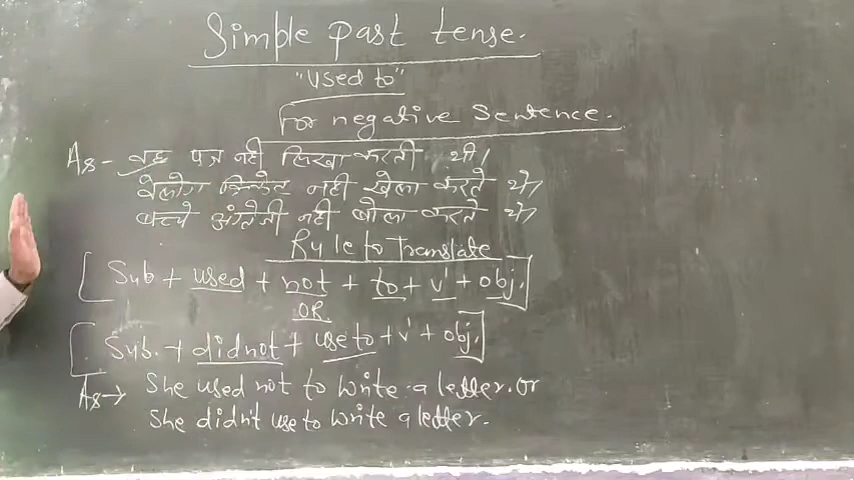 Simple past tense.
"Used to"
For negative sentence.
As - वह पत्र नही लिखा करती थी।
वेलोग क्रिकेट नही खेला करते थे।
बच्चे अंग्रेजी नही बोला करते थे।
Rule to Translate
[Sub + used + not + to + v¹ + obj.]
OR
[Sub. + did not + use to + v¹ + obj.]
As → She used not to write a letter. or
She didn't use to write a letter.